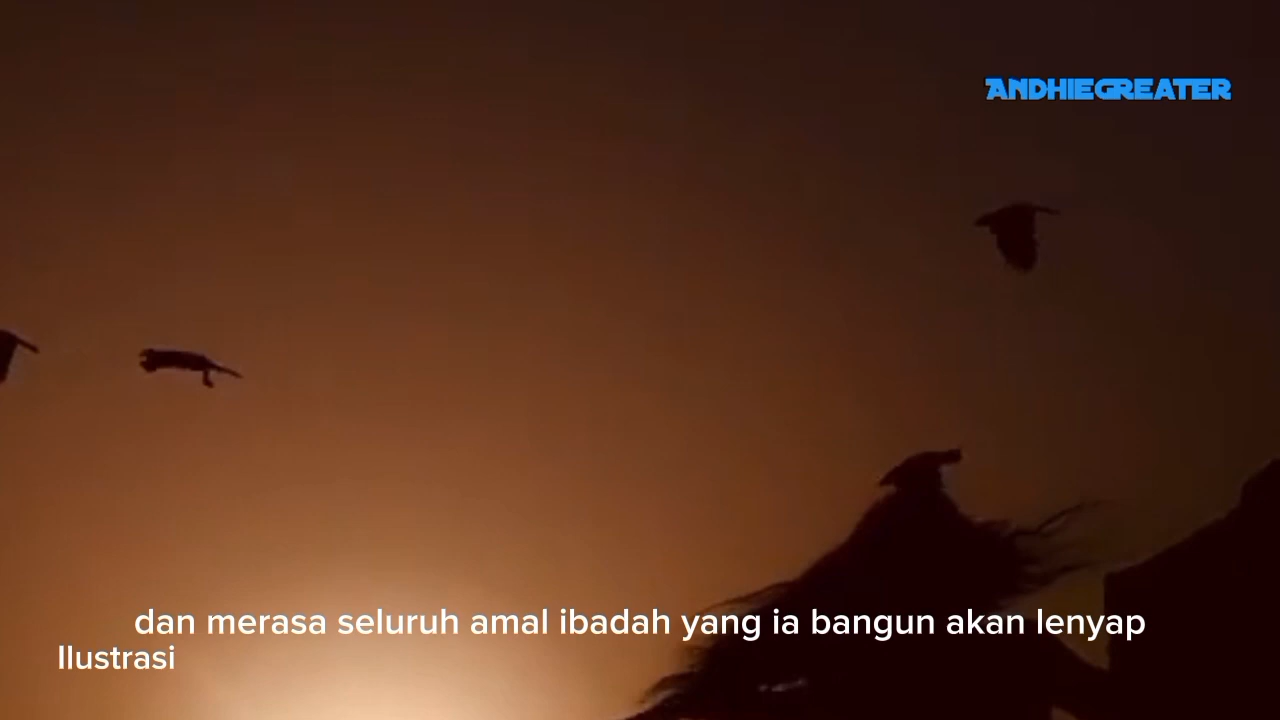 ANDHIEGREATER
dan merasa seluruh amal ibadah yang ia bangun akan lenyap
Ilustrasi